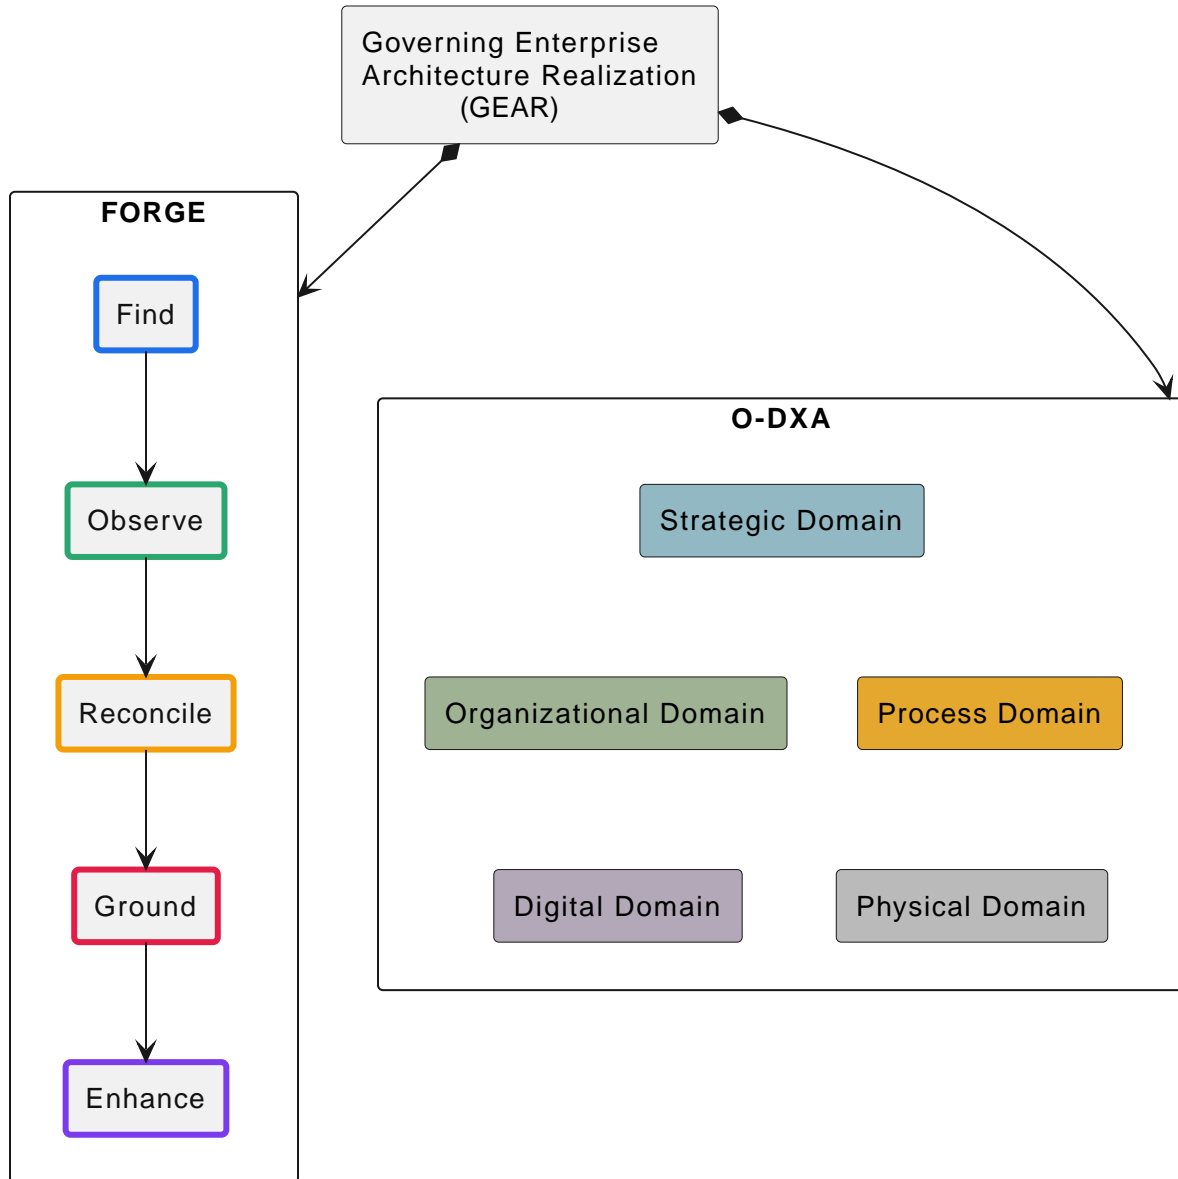 Governing Enterprise
Architecture Realization
(GEAR)
FORGE
Find
Observe
Reconcile
Ground
Enhance
O-DXA
Strategic Domain
Organizational Domain
Process Domain
Digital Domain
Physical Domain